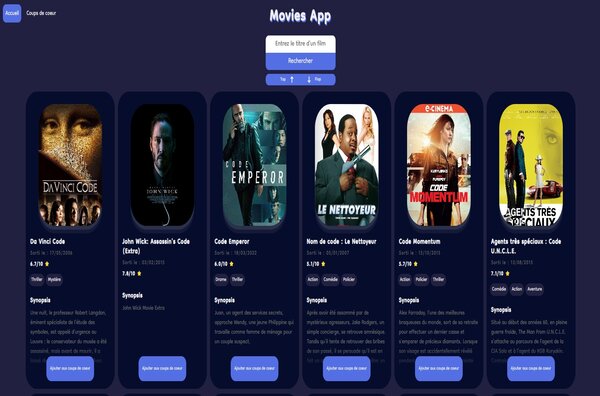 Accueil
Coups de coeur
Movies App
Entrez le titre d'un film
Rechercher
Top ↑ ↓ Flop
DA VINCI CODE
JOHN WICK
CODE
EMPEROR
LE NETTOYEUR
e-CINEMA
CODE
MOMENTUM
AGENTS TRÈS
SPÉCIAUX
Da Vinci Code
Sorti le : 17/05/2006
6.7/10
Thriller
Mystère
Synopsis
Une nuit, le professeur Robert Langdon,
éminent spécialiste de l'étude des
symboles, est appelé d'urgence au
Louvre : le conservateur du musée a été
assassiné, mais avant de mourir, il a
Ajouter aux coups de coeur
John Wick: Assassin's Code
(Extra)
Sorti le : 03/02/2015
7.8/10
Synopsis
John Wick Movie Extra
Ajouter aux coups de coeur
Code Emperor
Sorti le : 18/03/2022
6.0/10
Drame
Thriller
Synopsis
Juan, un agent des services secrets,
approche Wendy, une jeune Philippine qui
travaille comme femme de ménage pour
un couple suspect.
Ajouter aux coups de coeur
Nom de code : Le Nettoyeur
Sorti le : 05/01/2007
5.1/10
Action
Comédie
Policier
Synopsis
Après avoir été assommé par de
mystérieux agresseurs, Jake Rodgers, un
simple concierge, se retrouve amnésique.
Tandis qu'il tente de retrouver des bribes
de son passé, il se persuade qu'il est en
Ajouter aux coups de coeur
Code Momentum
Sorti le : 15/10/2015
5.7/10
Action
Policier
Thriller
Synopsis
Alex Farraday, l'une des meilleures
braqueuses du monde, sort de sa retraite
pour effectuer un dernier casse et
s'emparer de précieux diamants. Lorsque
son visage est accidentellement révélé
Ajouter aux coups de coeur
Agents très spéciaux : Code
U.N.C.L.E.
Sorti le : 13/08/2015
7.1/10
Comédie
Action
Aventure
Synopsis
Situé au début des années 60, en pleine
guerre froide, The Man From U.N.C.L.E.
s'attache au parcours de l'agent de la
CIA Solo et à l'agent du KGB Kuryakin.
Ajouter aux coups de coeur